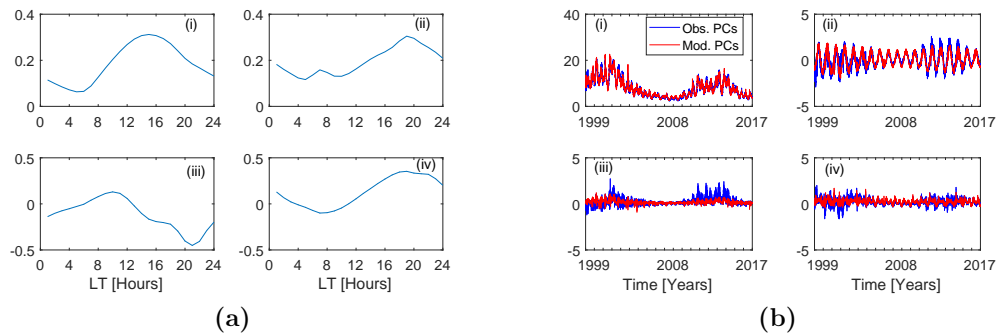 0.4 (i)
0.2
0
0 4 8 12 16 20 24
0.4 (ii)
0.2
0
0 4 8 12 16 20 24
0.5 (iii)
0
-0.5
0 4 8 12 16 20 24
LT [Hours]
0.5 (iv)
0
-0.5
0 4 8 12 16 20 24
LT [Hours]
(a)
40 (i)
Obs. PCs
Mod. PCs
20
0
1999 2008 2017
5 (ii)
0
-5
1999 2008 2017
5 (iii)
0
-5
1999 2008 2017
Time [Years]
5 (iv)
0
-5
1999 2008 2017
Time [Years]
(b)